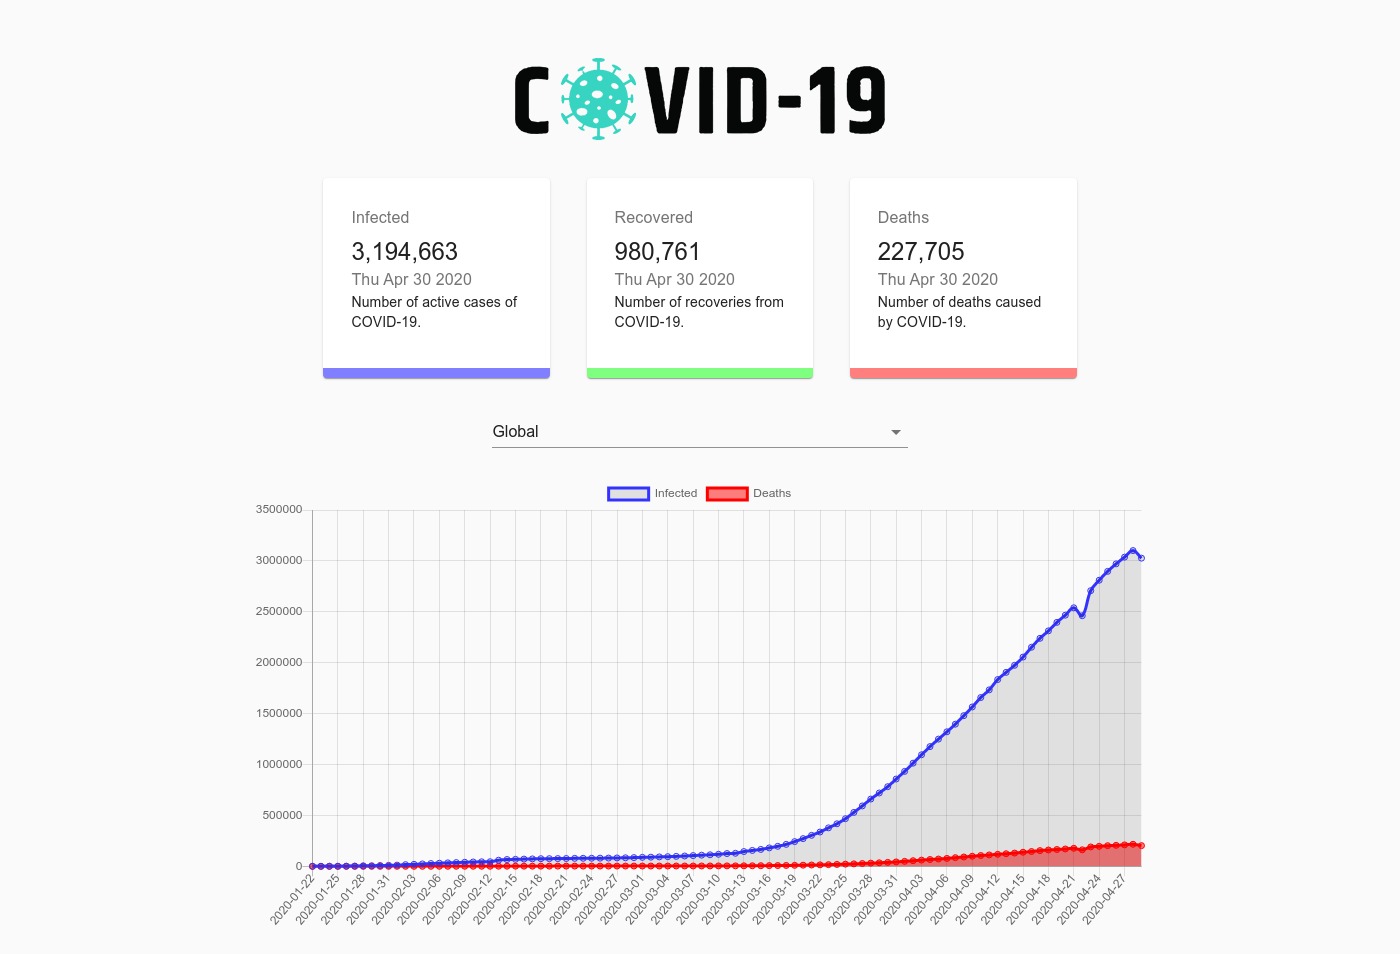 COVID-19
Infected
3,194,663
Thu Apr 30 2020
Number of active cases of
COVID-19.
Recovered
980,761
Thu Apr 30 2020
Number of recoveries from
COVID-19.
Deaths
227,705
Thu Apr 30 2020
Number of deaths caused
by COVID-19.
Global
Infected
Deaths
3500000
3000000
2500000
2000000
1500000
1000000
500000
0
2020-01-22
2020-01-25
2020-01-28
2020-01-31
2020-02-03
2020-02-06
2020-02-09
2020-02-12
2020-02-15
2020-02-18
2020-02-21
2020-02-24
2020-02-27
2020-03-01
2020-03-04
2020-03-07
2020-03-10
2020-03-13
2020-03-16
2020-03-19
2020-03-22
2020-03-25
2020-03-28
2020-03-31
2020-04-03
2020-04-06
2020-04-09
2020-04-12
2020-04-15
2020-04-18
2020-04-21
2020-04-24
2020-04-27